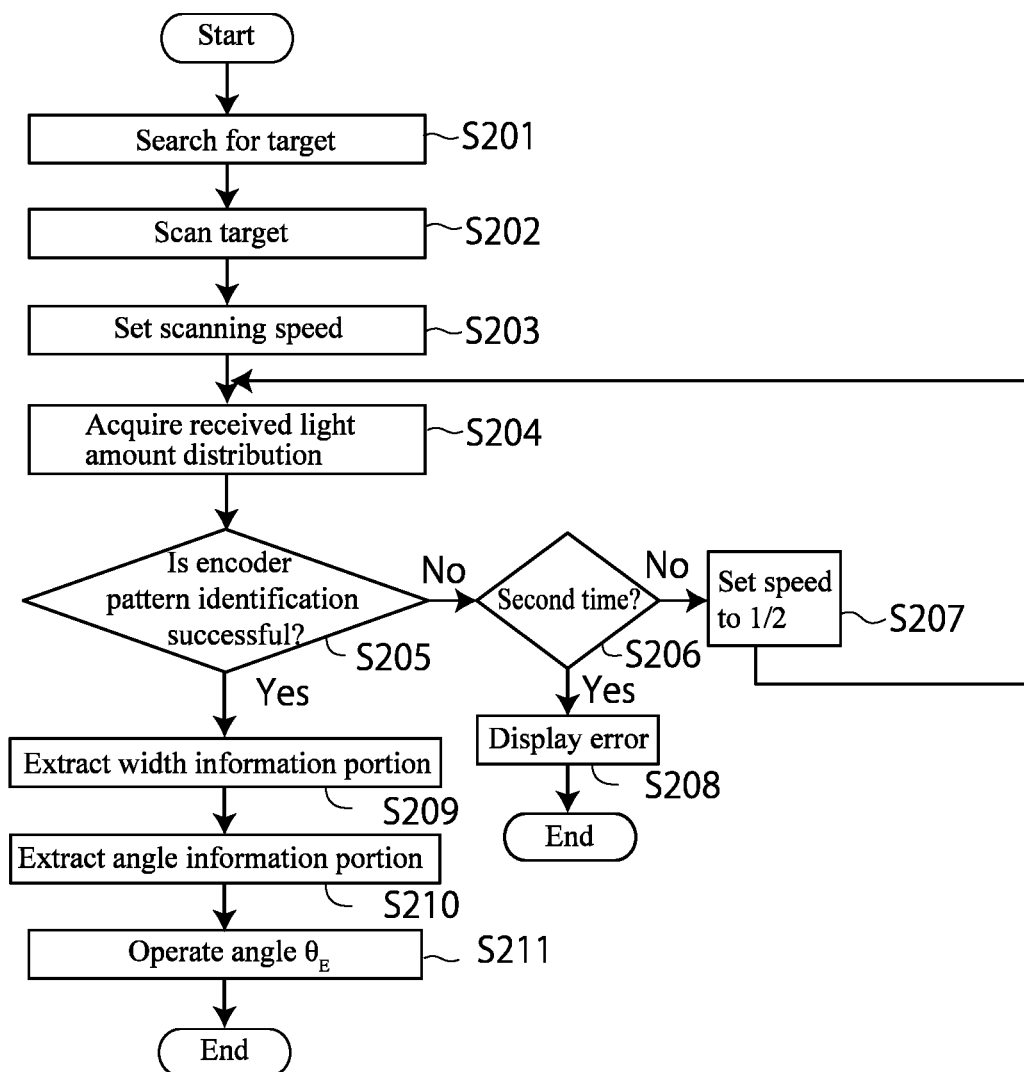 Start
Search for target
S201
Scan target
S202
Set scanning speed
S203
Acquire received light
amount distribution
S204
Is encoder
pattern identification
successful?
S205
No
Second time?
S206
No
Set speed
to 1/2
S207
Yes
Yes
Display error
S208
End
Extract width information portion
S209
Extract angle information portion
S210
Operate angle θE
S211
End